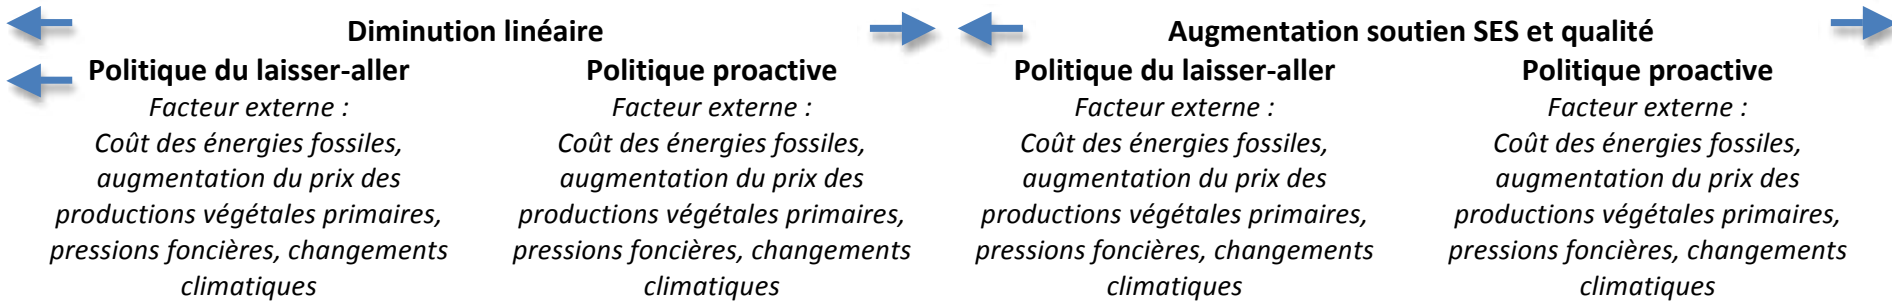 Diminution linéaire
Augmentation soutien SES et qualité
Politique du laisser-aller
Facteur externe :
Coût des énergies fossiles,
augmentation du prix des
productions végétales primaires,
pressions foncières, changements
climatiques
Politique proactive
Facteur externe :
Coût des énergies fossiles,
augmentation du prix des
productions végétales primaires,
pressions foncières, changements
climatiques
Politique du laisser-aller
Facteur externe :
Coût des énergies fossiles,
augmentation du prix des
productions végétales primaires,
pressions foncières, changements
climatiques
Politique proactive
Facteur externe :
Coût des énergies fossiles,
augmentation du prix des
productions végétales primaires,
pressions foncières, changements
climatiques